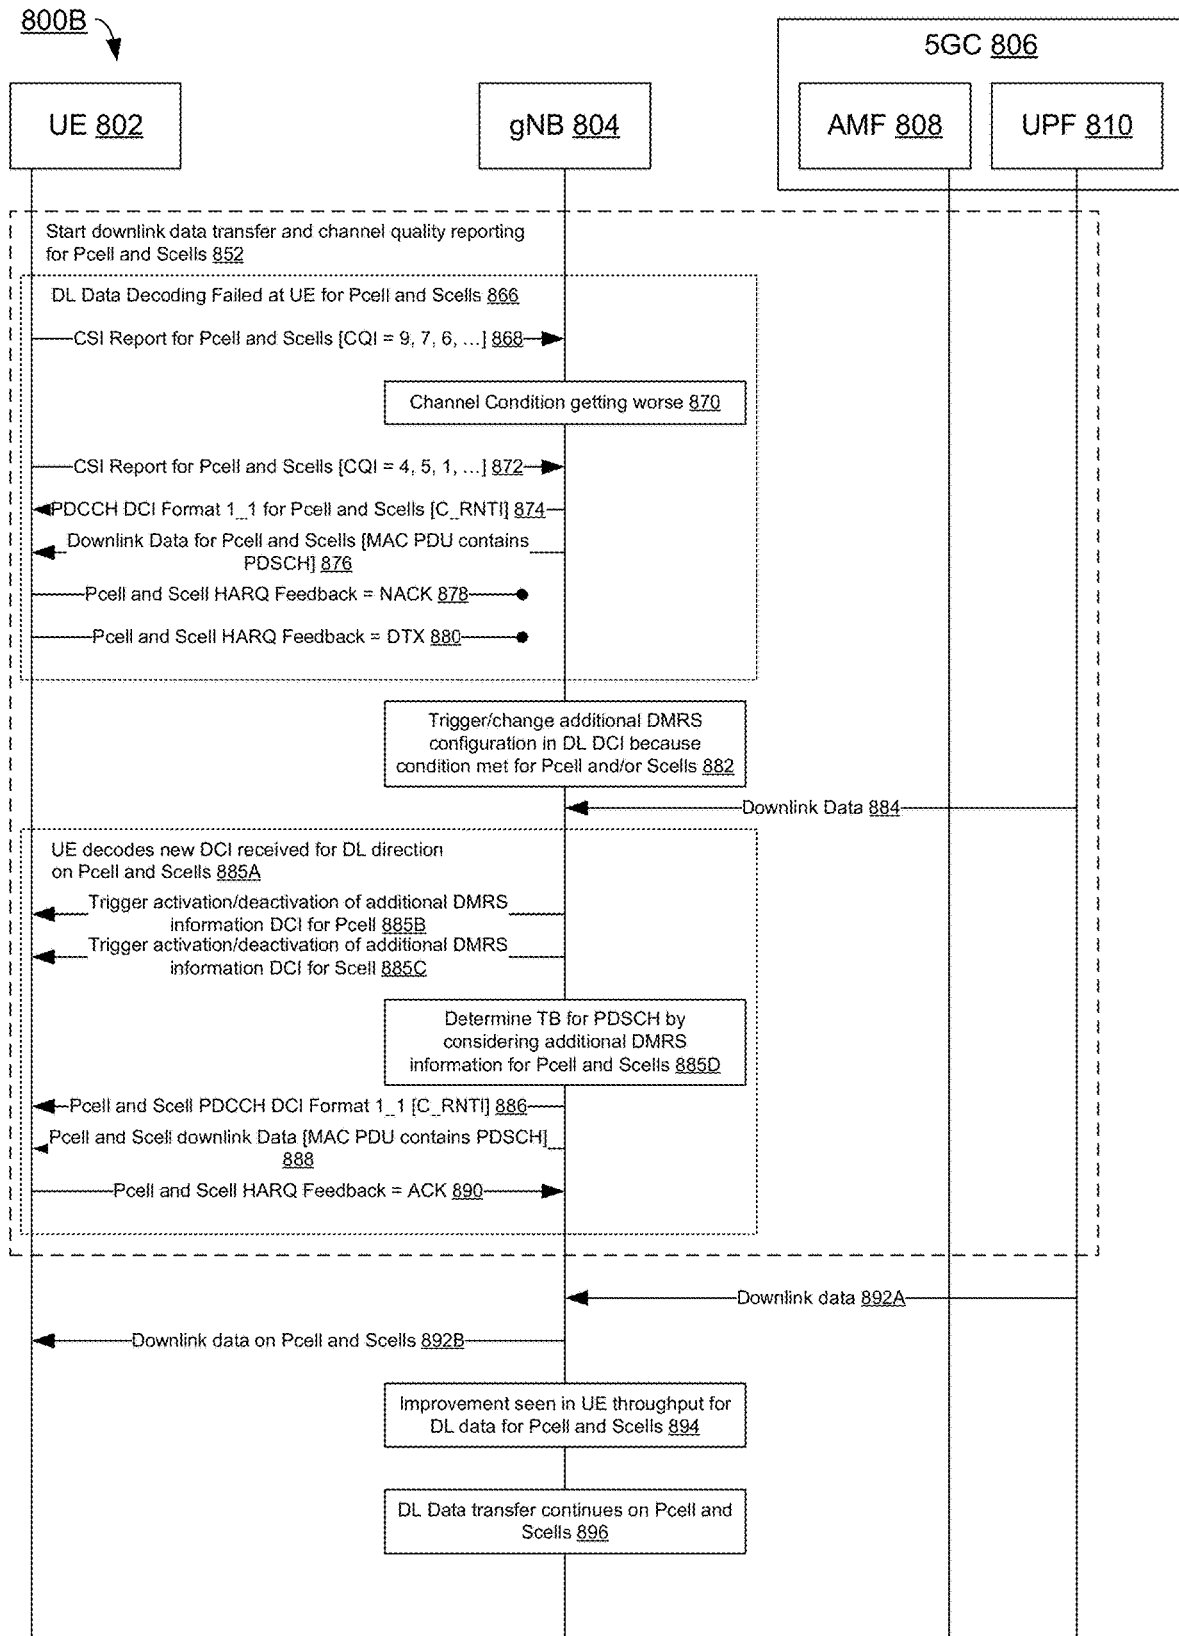 800B
5GC 806
UE 802
gNB 804
AMF 808
UPF 810
Start downlink data transfer and channel quality reporting
for Pcell and Scells 852
DL Data Decoding Failed at UE for Pcell and Scells 866
CSI Report for Pcell and Scells [CQI = 9, 7, 6, ...] 868
Channel Condition getting worse 870
CSI Report for Pcell and Scells [CQI = 4, 5, 1, ...] 872
PDCCH DCI Format 1_1 for Pcell and Scells [C_RNTI] 874
Downlink Data for Pcell and Scells [MAC PDU contains
PDSCH] 876
Pcell and Scell HARQ Feedback = NACK 878
Pcell and Scell HARQ Feedback = DTX 880
Trigger/change additional DMRS
configuration in DL DCI because
condition met for Pcell and/or Scells 882
Downlink Data 884
UE decodes new DCI received for DL direction
on Pcell and Scells 885A
Trigger activation/deactivation of additional DMRS
information DCI for Pcell 885B
Trigger activation/deactivation of additional DMRS
information DCI for Scell 885C
Determine TB for PDSCH by
considering additional DMRS
information for Pcell and Scells 885D
Pcell and Scell PDCCH DCI Format 1_1 [C_RNTI] 886
Pcell and Scell downlink Data [MAC PDU contains PDSCH]
888
Pcell and Scell HARQ Feedback = ACK 890
Downlink data 892A
Downlink data on Pcell and Scells 892B
Improvement seen in UE throughput for
DL data for Pcell and Scells 894
DL Data transfer continues on Pcell and
Scells 896